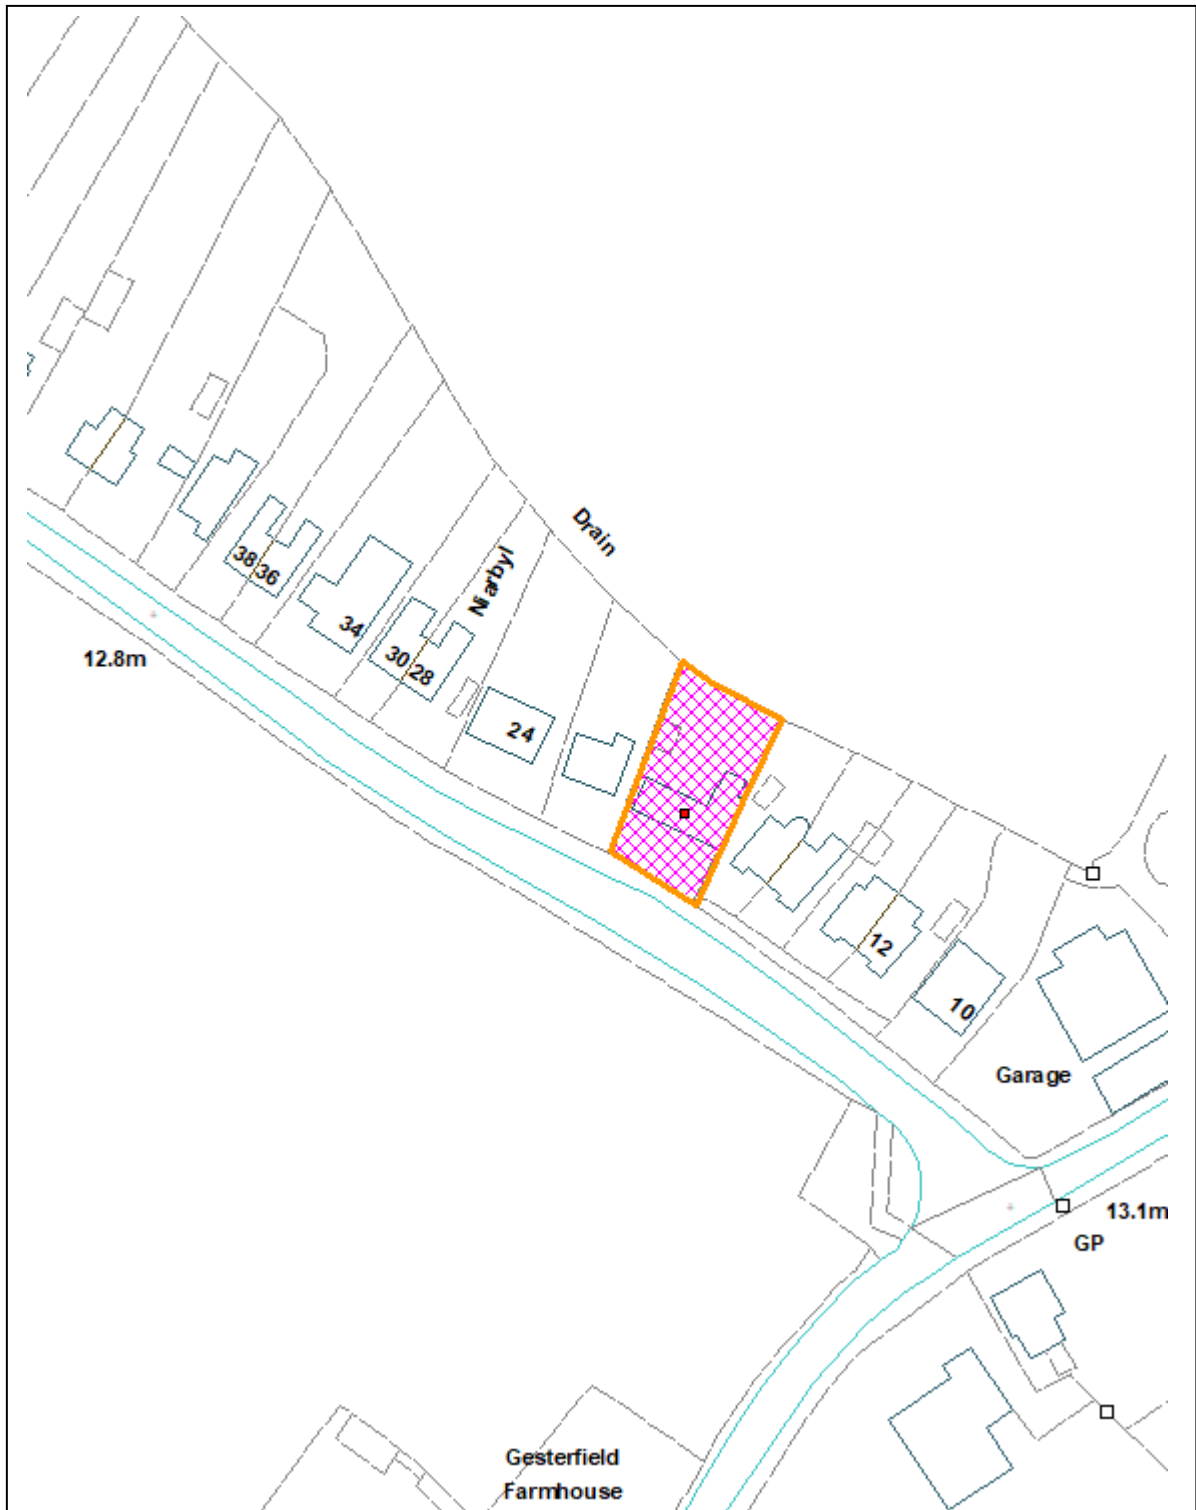 Drain
Niarbyl
38
36
34
30
28
24
12.8m
12
10
Garage
13.1m
GP
Gesterfield
Farmhouse